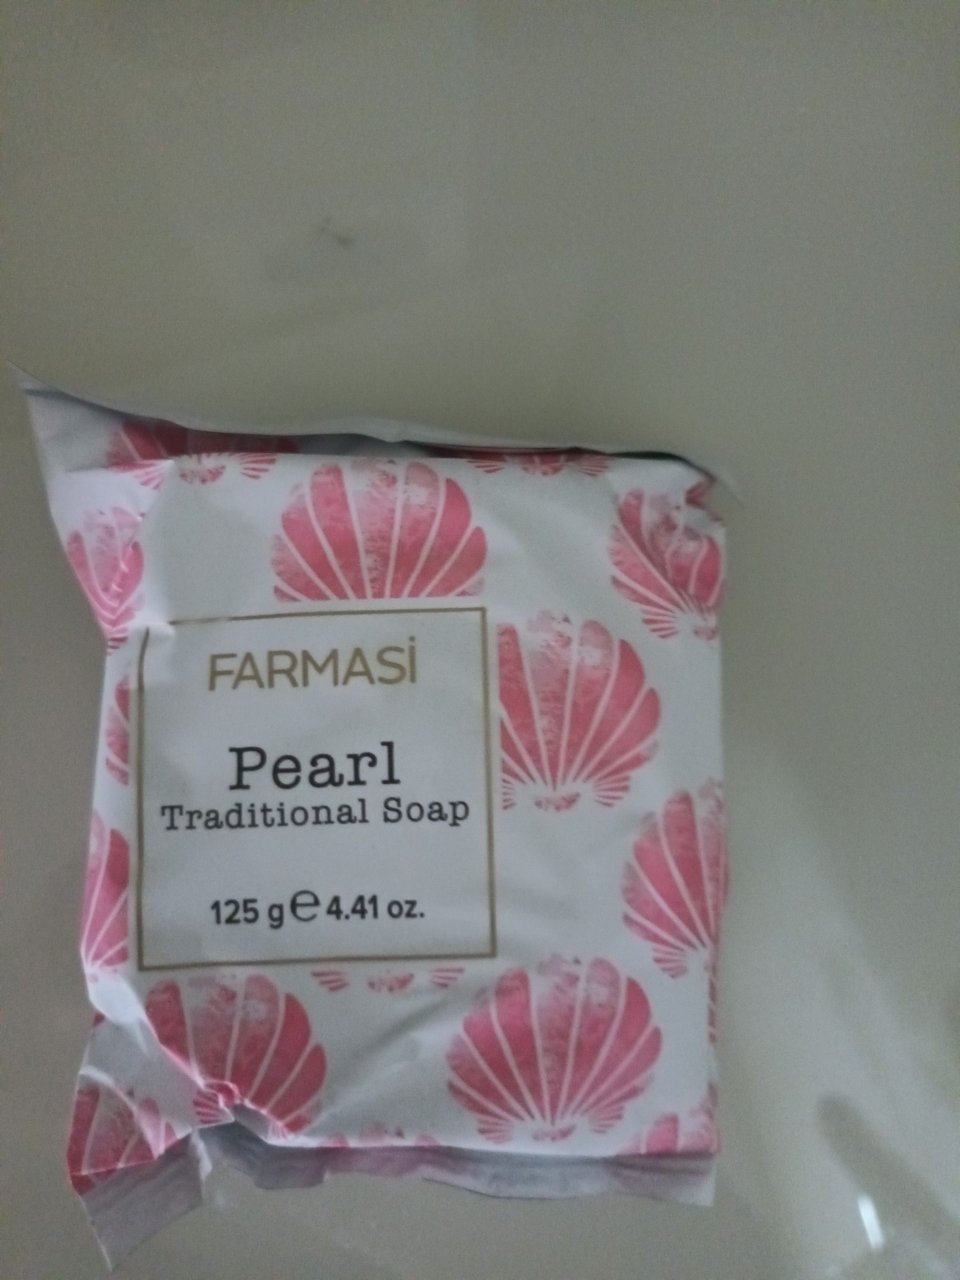 FARMASİ
Pearl
Traditional Soap
125 g e 4.41 oz.